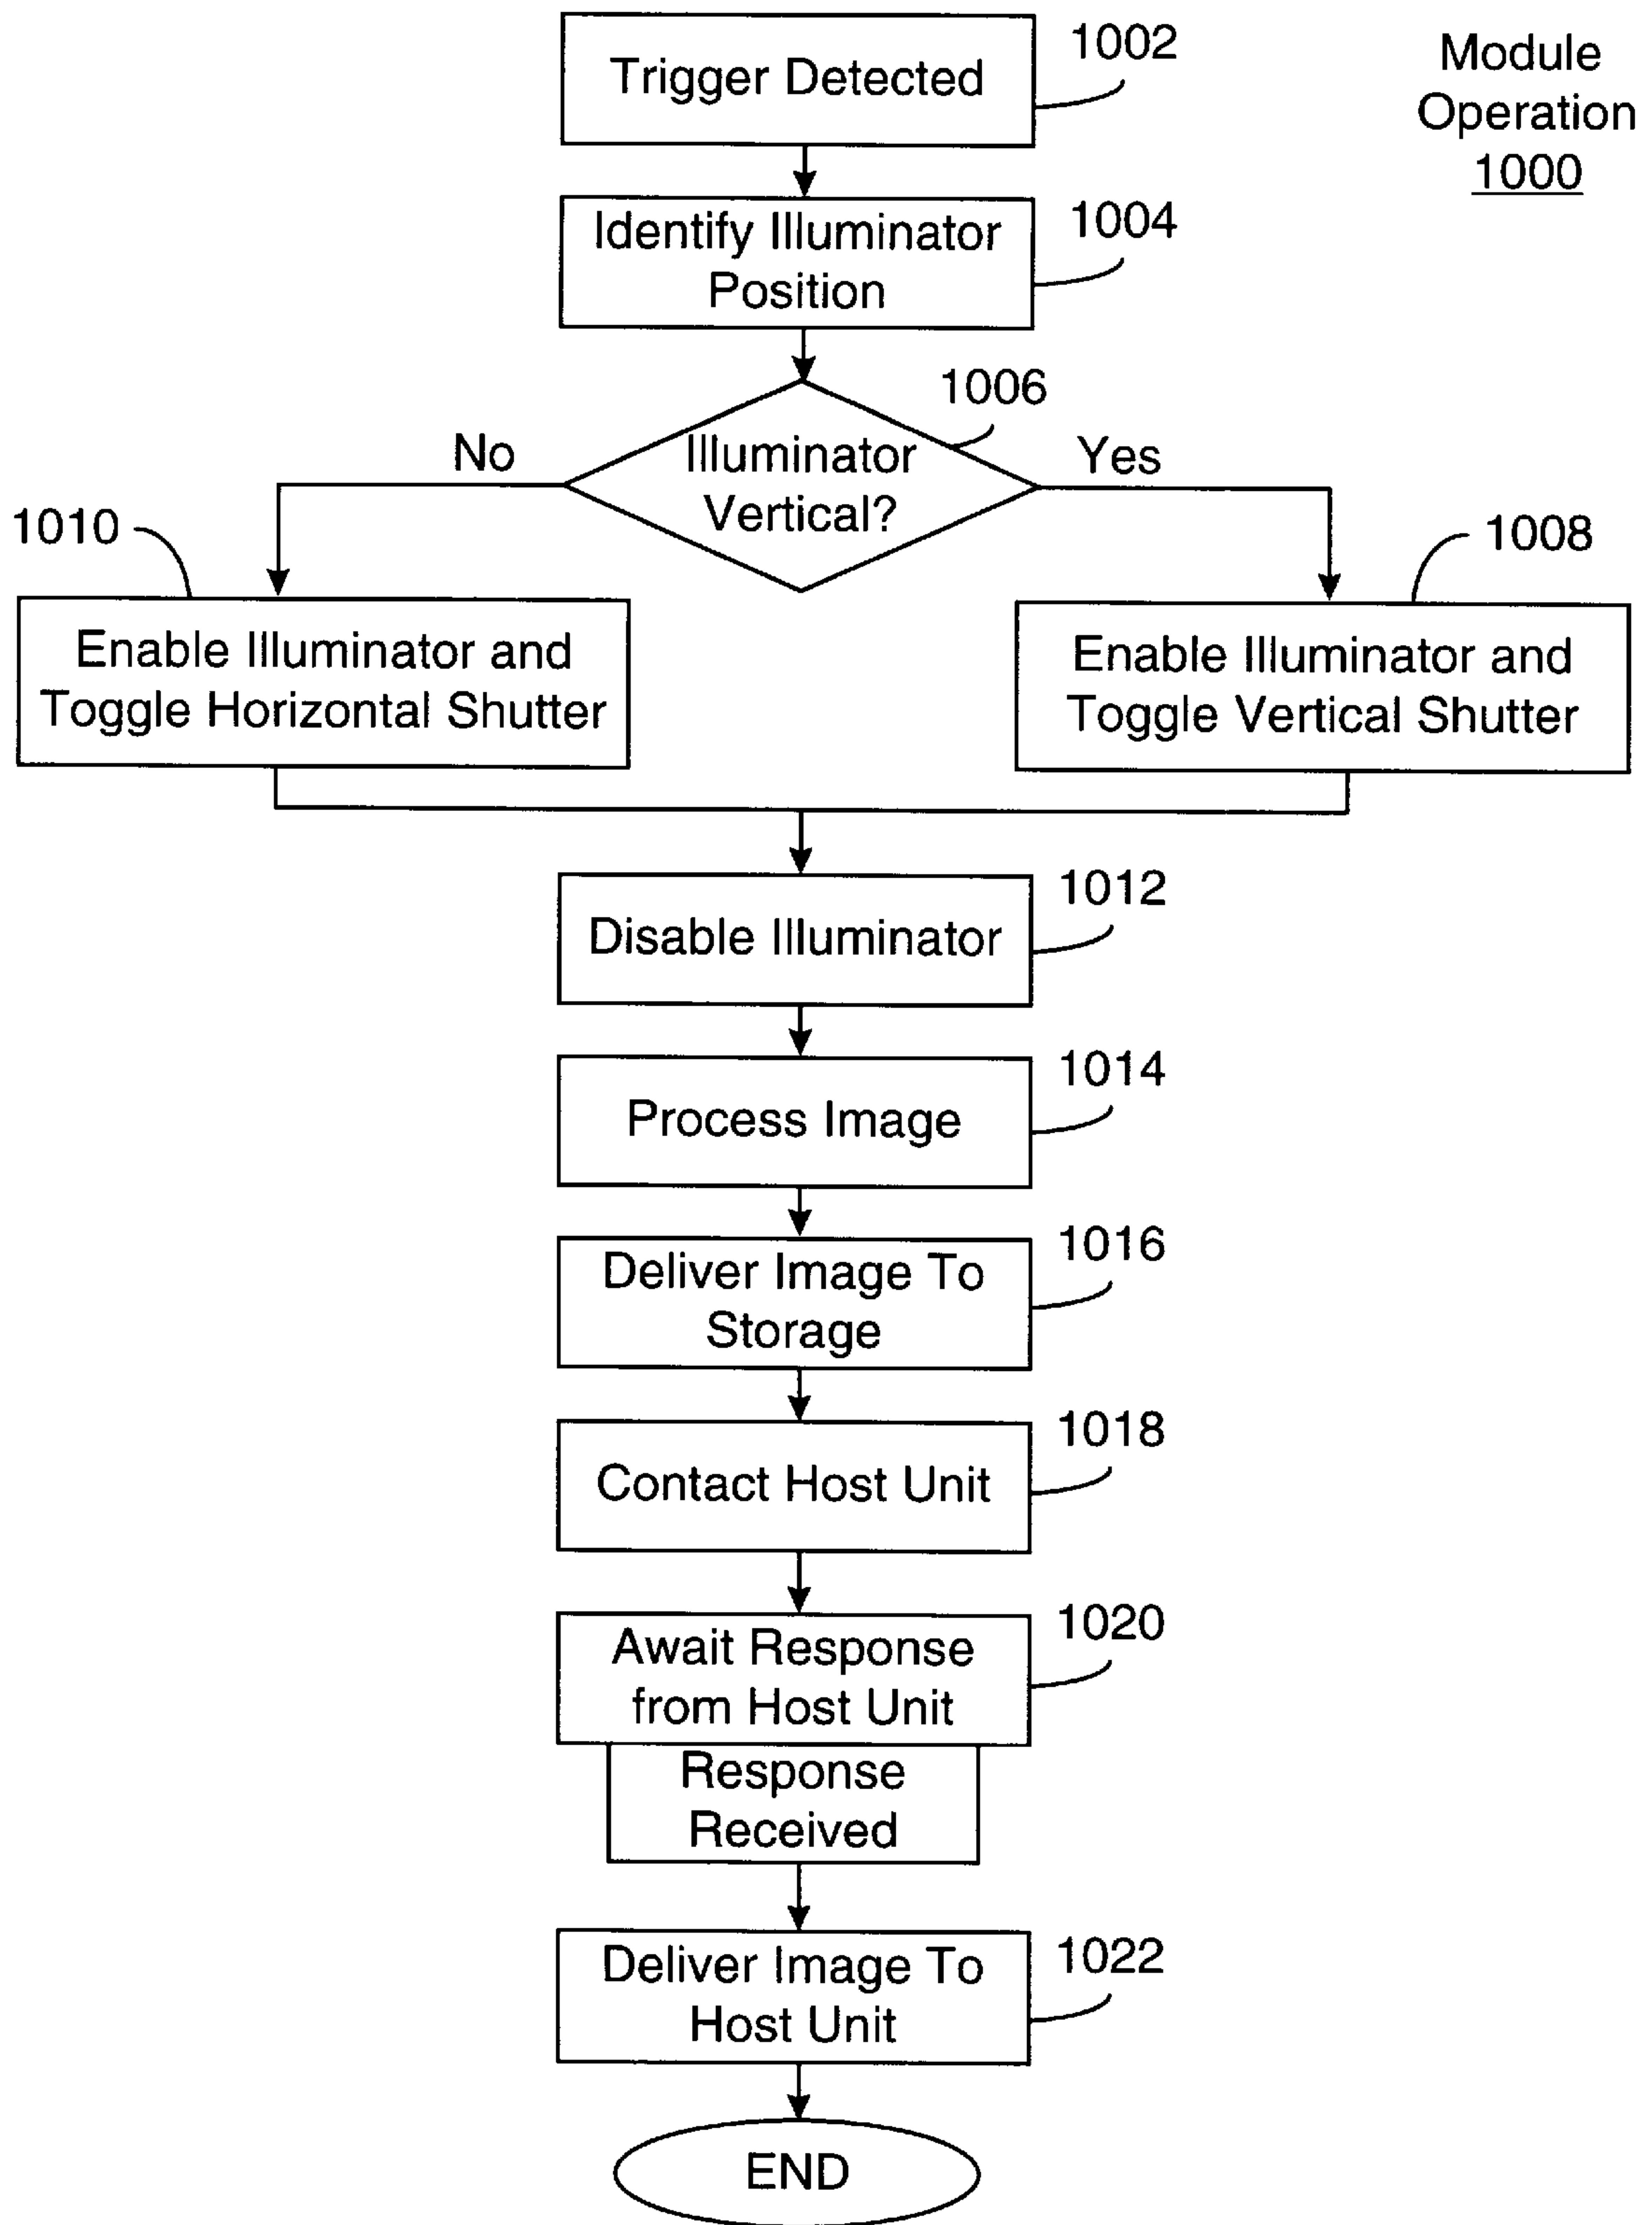 Module
Operation
1000
1002
Trigger Detected
1004
Identify Illuminator
Position
1006
Illuminator
Vertical?
No
Yes
1010
Enable Illuminator and
Toggle Horizontal Shutter
1008
Enable Illuminator and
Toggle Vertical Shutter
1012
Disable Illuminator
1014
Process Image
1016
Deliver Image To
Storage
1018
Contact Host Unit
1020
Await Response
from Host Unit
Response
Received
1022
Deliver Image To
Host Unit
END